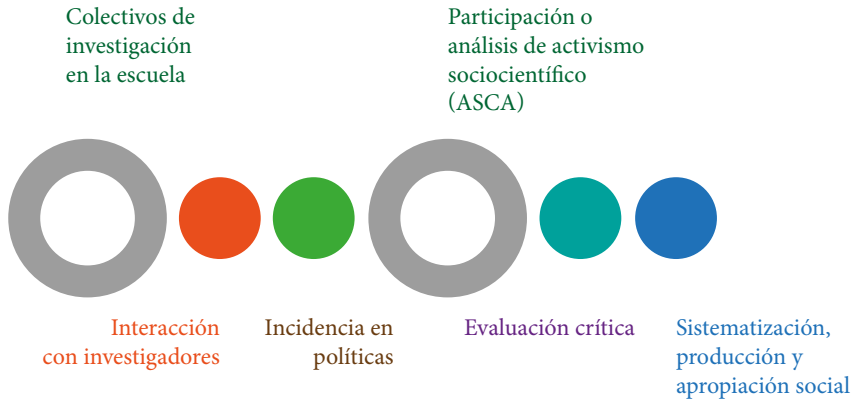 Colectivos de
investigación
en la escuela
Participación o
análisis de activismo
sociocientífico
(ASCA)
Interacción
con investigadores
Incidencia en
políticas
Evaluación crítica
Sistematización,
producción y
apropiación social